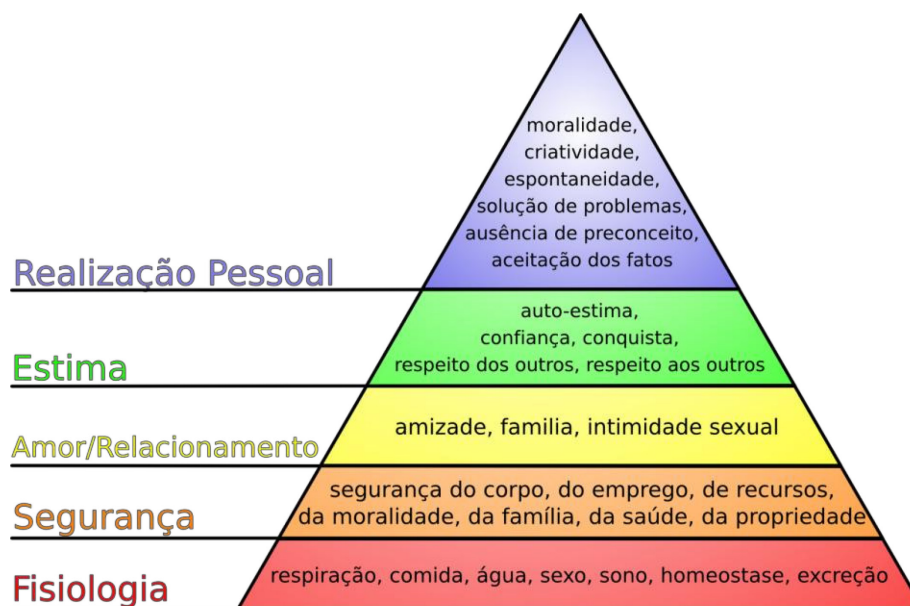 moralidade,
criatividade,
espontaneidade,
solução de problemas,
ausência de preconceito,
aceitação dos fatos
Realização Pessoal
auto-estima,
confiança, conquista,
respeito dos outros, respeito aos outros
Estima
amizade, familia, intimidade sexual
Amor/Relacionamento
segurança do corpo, do emprego, de recursos,
da moralidade, da família, da saúde, da propriedade
Segurança
respiração, comida, água, sexo, sono, homeostase, excreção
Fisiologia